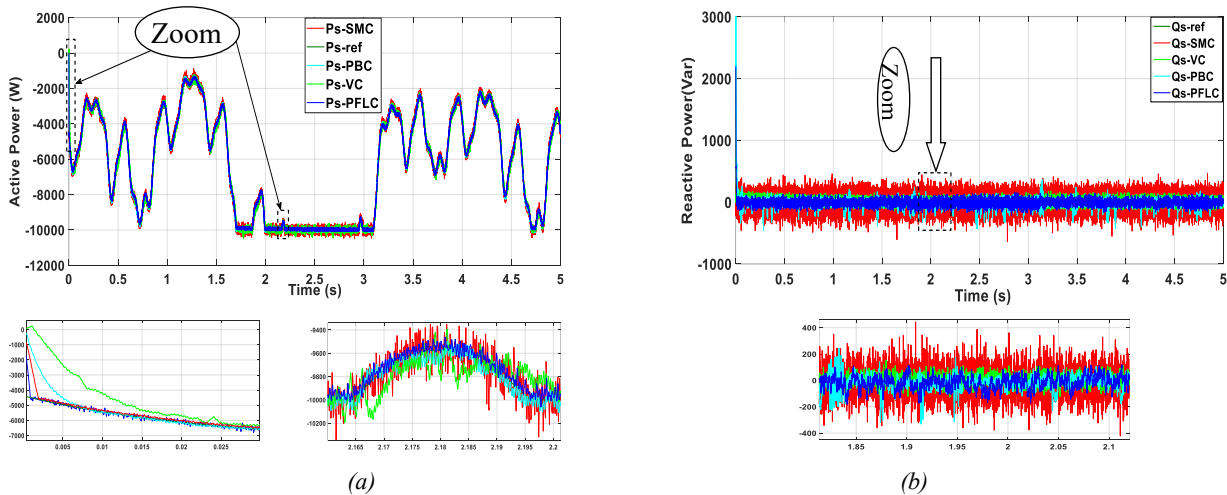 2000
0
-2000
-4000
-6000
-8000
-10000
-12000
Active Power (W)
0 0.5 1 1.5 2 2.5 3 3.5 4 4.5 5
Time (s)
Zoom
Ps-SMC
Ps-ref
Ps-PBC
Ps-VC
Ps-PFLC
0
-1000
-2000
-3000
-4000
-5000
-6000
-7000
0.005 0.01 0.015 0.02 0.025
-9400
-9600
-9800
-10000
-10200
2.165 2.17 2.175 2.18 2.185 2.19 2.195 2.2
(a)
3000
2000
1000
0
-1000
Reactive Power(Var)
0 0.5 1 1.5 2 2.5 3 3.5 4 4.5 5
Time (s)
Zoom
Qs-ref
Qs-SMC
Qs-VC
Qs-PBC
Qs-PFLC
400
200
0
-200
-400
1.85 1.9 1.95 2 2.05 2.1
(b)